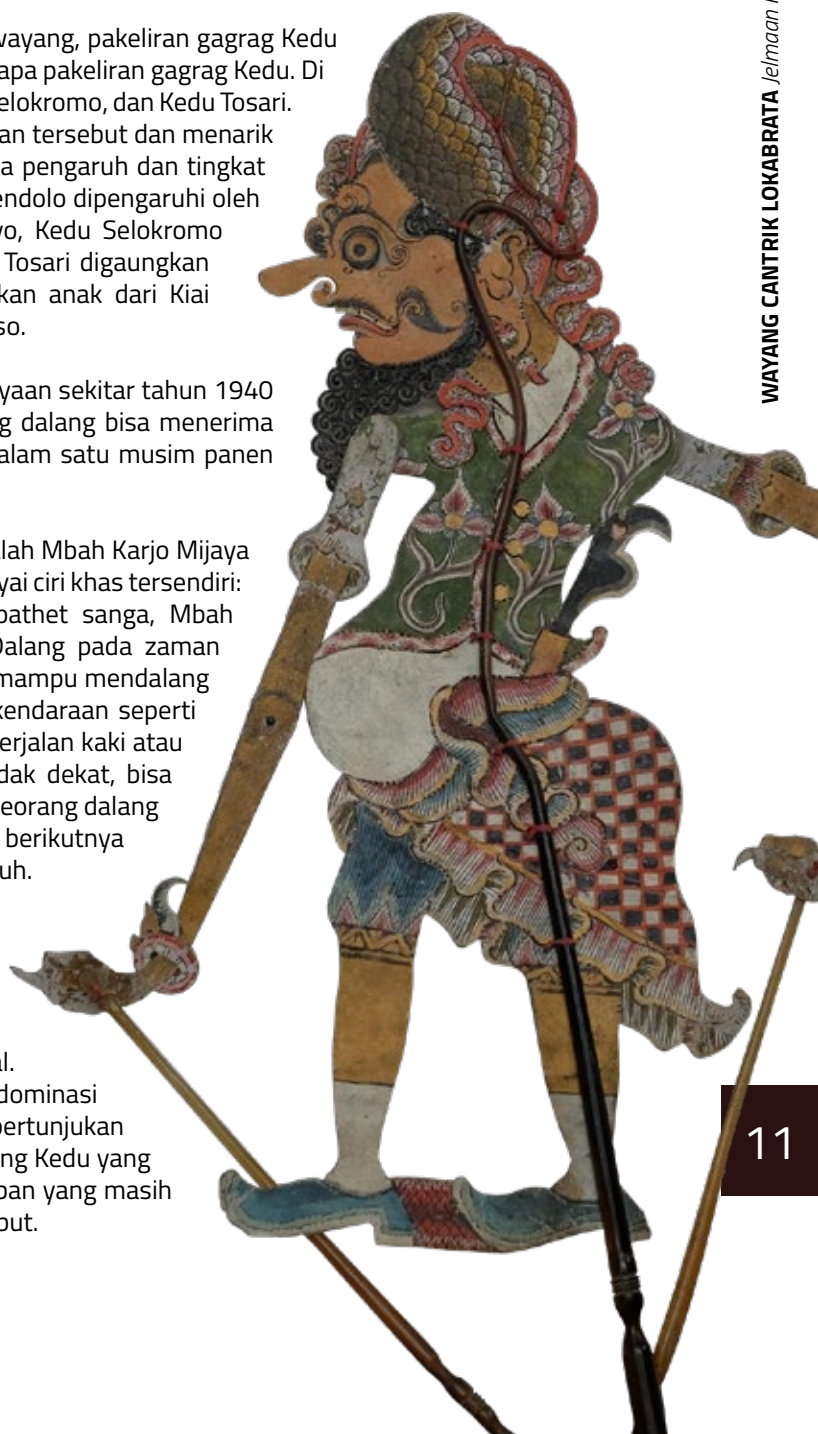 wayang, pakeliran gagrag Kedu
apa pakeliran gagrag Kedu. Di
elokromo, dan Kedu Tosari.
an tersebut dan menarik
a pengaruh dan tingkat
endolo dipengaruhi oleh
vo, Kedu Selokromo
Tosari digaungkan
kan anak dari Kiai
so.
yaan sekitar tahun 1940
g dalang bisa menerima
alam satu musim panen
lah Mbah Karjo Mijaya
yai ciri khas tersendiri:
pathet sanga, Mbah
Dalang pada zaman
mampu mendalang
kendaraan seperti
erjalan kaki atau
dak dekat, bisa
seorang dalang
berikutnya
uh.
al.
dominasi
pertunjukan
ng Kedu yang
pan yang masih
but.
WAYANG CANTRIK LOKABRATA Jelmaan
11